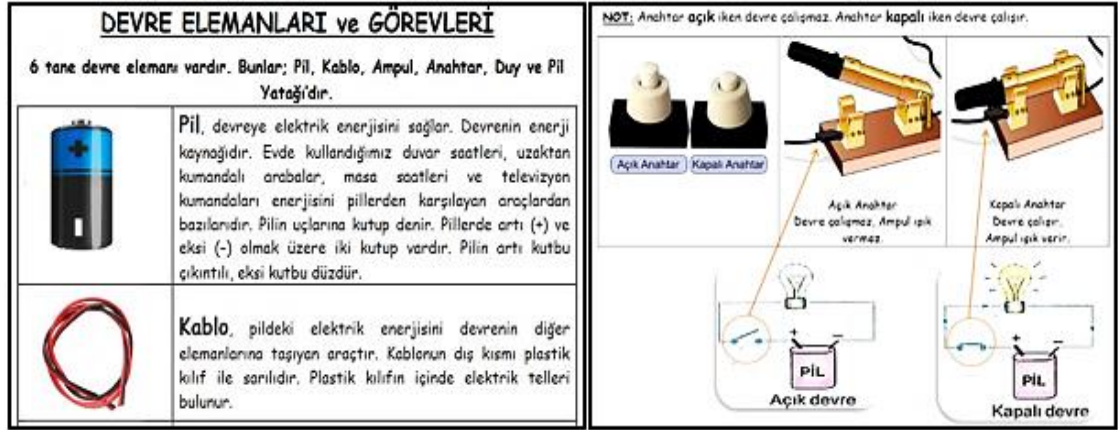 DEVRE ELEMANLARI ve GÖREVLERİ
6 tane devre elemanı vardır. Bunlar; Pil, Kablo, Ampul, Anahtar, Duy ve Pil
Yatağı'dır.
Pil, devreye elektrik enerjisini sağlar. Devrenin enerji
kaynağıdır. Evde kullandığımız duvar saatleri, uzaktan
kumandalı arabalar, masa saatleri ve televizyon
kumandaları enerjisini pillerden karşılayan araçlardan
bazılarıdır. Pilin uçlarına kutup denir. Pillerde artı (+) ve
eksi (-) olmak üzere iki kutup vardır. Pilin artı kutbu
çıkıntılı, eksi kutbu düzdür.
Kablo, pildeki elektrik enerjisini devrenin diğer
elemanlarına taşıyan araçtır. Kablonun dış kısmı plastik
kılıf ile sarılıdır. Plastik kılıfın içinde elektrik telleri
bulunur.
NOT: Anahtar açık iken devre çalışmaz. Anahtar kapalı iken devre çalışır.
Açık Anahtar
Kapalı Anahtar
Açık Anahtar
Devre çalışmaz, Ampul ışık
vermez.
Kapalı Anahtar
Devre çalışır,
Ampul ışık verir.
+ -
PİL
Açık devre
+ -
PİL
Kapalı devre